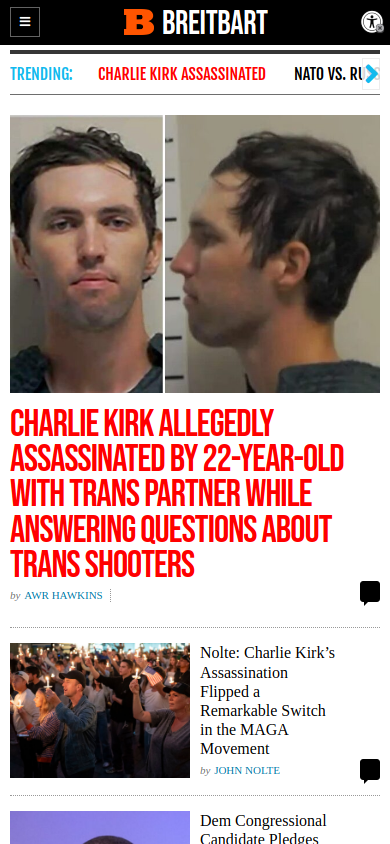 BREITBART
TRENDING: CHARLIE KIRK ASSASSINATED NATO VS. RU
CHARLIE KIRK ALLEGEDLY
ASSASSINATED BY 22-YEAR-OLD
WITH TRANS PARTNER WHILE
ANSWERING QUESTIONS ABOUT
TRANS SHOOTERS
by AWR HAWKINS
Nolte: Charlie Kirk’s
Assassination
Flipped a
Remarkable Switch
in the MAGA
Movement
by JOHN NOLTE
Dem Congressional
Candidate Pledges